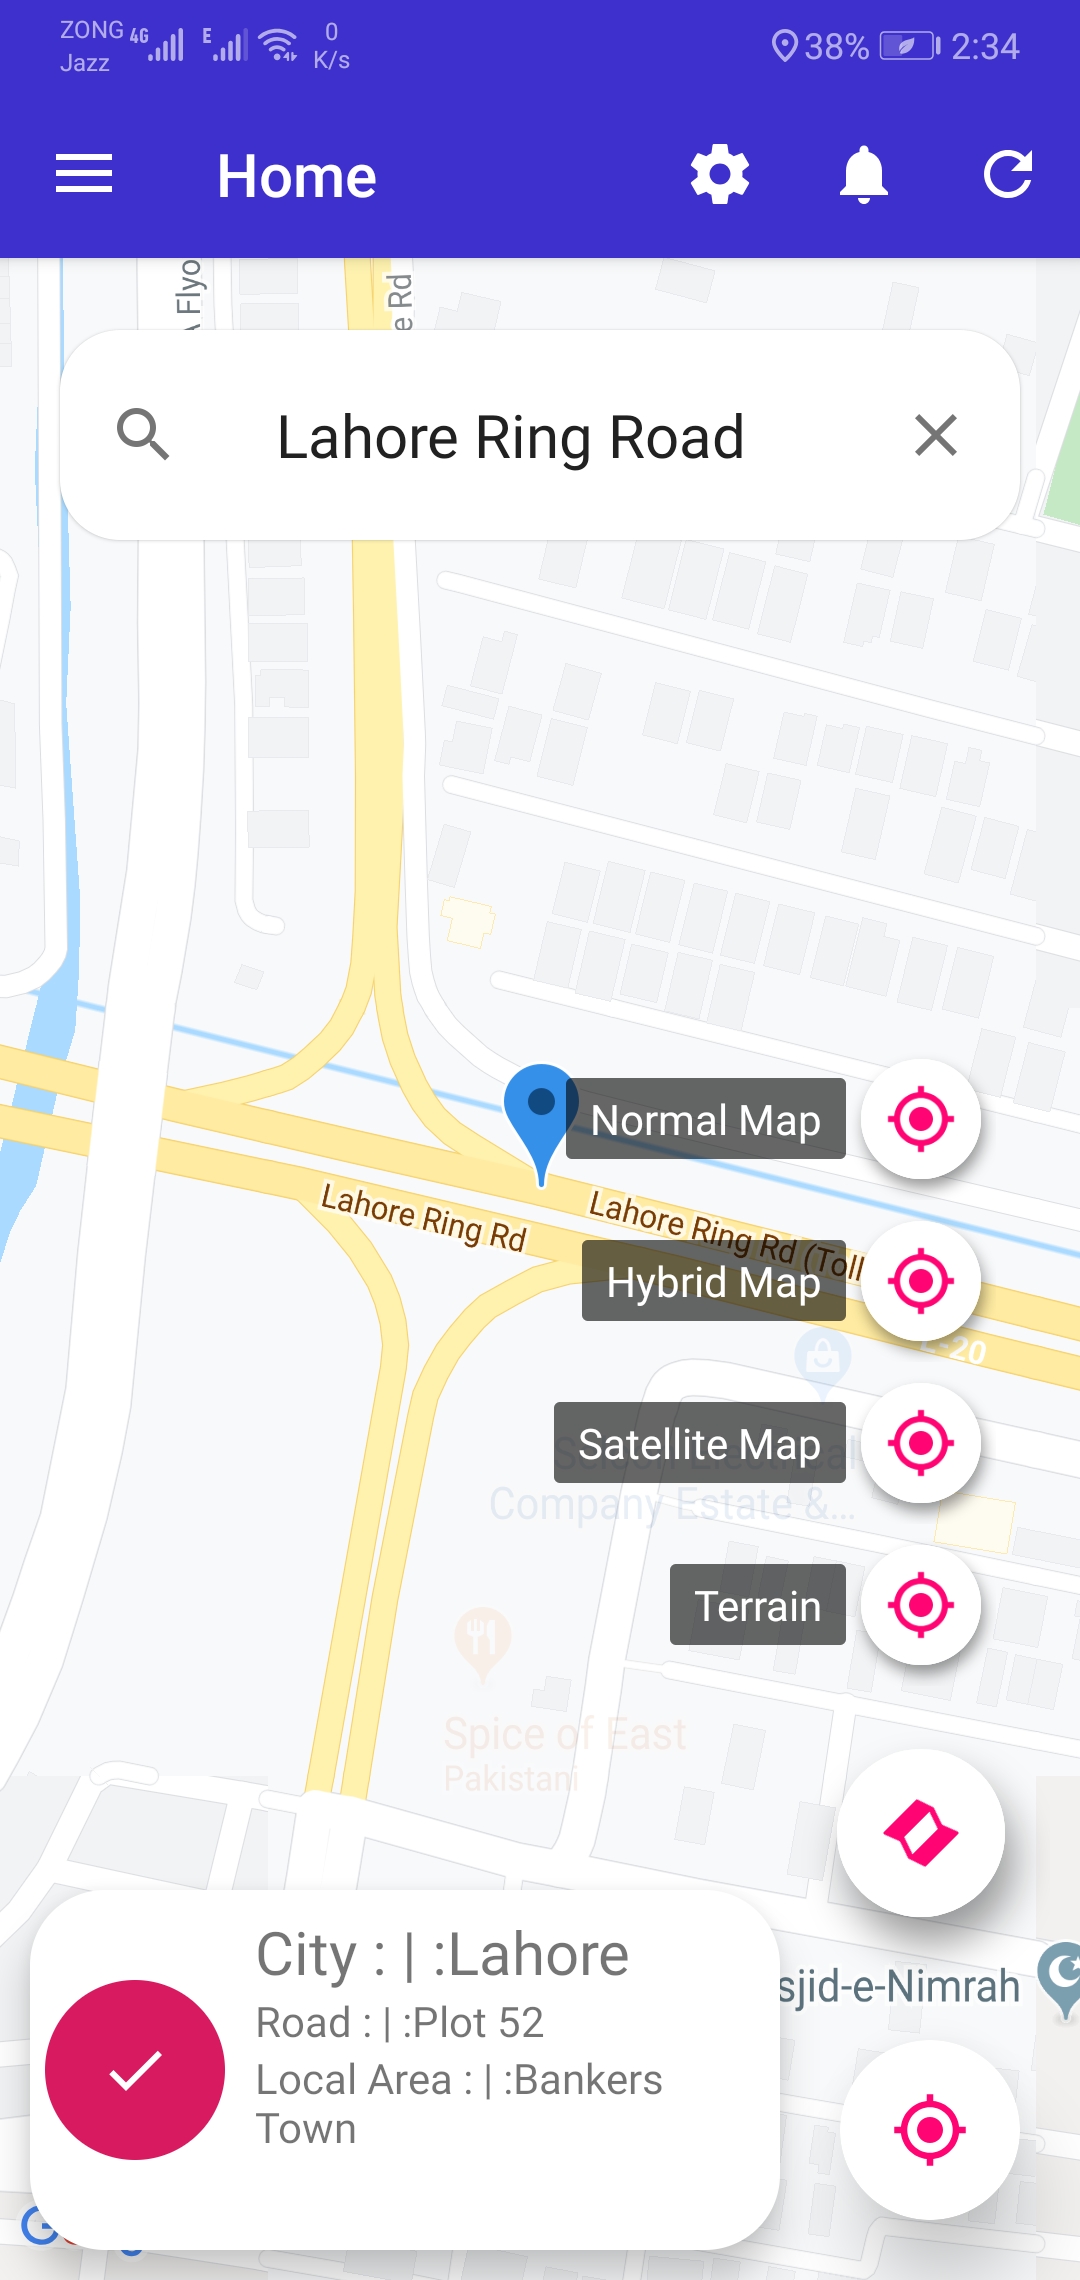 ZONG 4G E 0 38% 2:34
Jazz K/s
Home
A Flyo
e Rd
Lahore Ring Road
Normal Map
Lahore Ring Rd
Lahore Ring Rd (Toll
Hybrid Map
E-20
Satellite Map
Company Estate &...
Terrain
Spice of East
Pakistani
City : | :Lahore
Road : | :Plot 52
Local Area : | :Bankers
Town
sjid-e-Nimrah